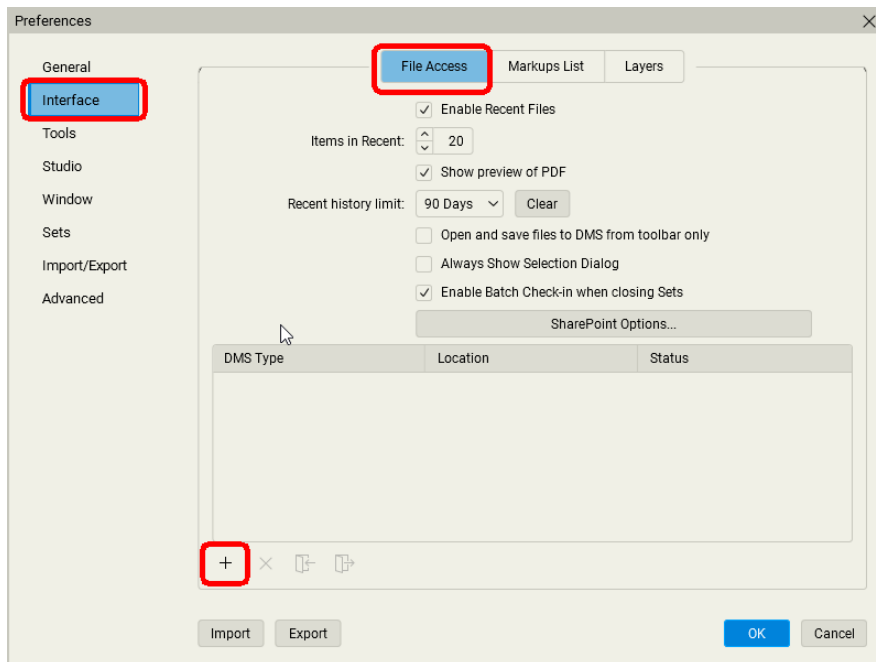 Preferences
General
Interface
Tools
Studio
Window
Sets
Import/Export
Advanced
File Access Markups List Layers
Enable Recent Files
Items in Recent: 20
Show preview of PDF
Recent history limit: 90 Days Clear
Open and save files to DMS from toolbar only
Always Show Selection Dialog
Enable Batch Check-in when closing Sets
SharePoint Options...
DMS Type Location Status
Import Export OK Cancel